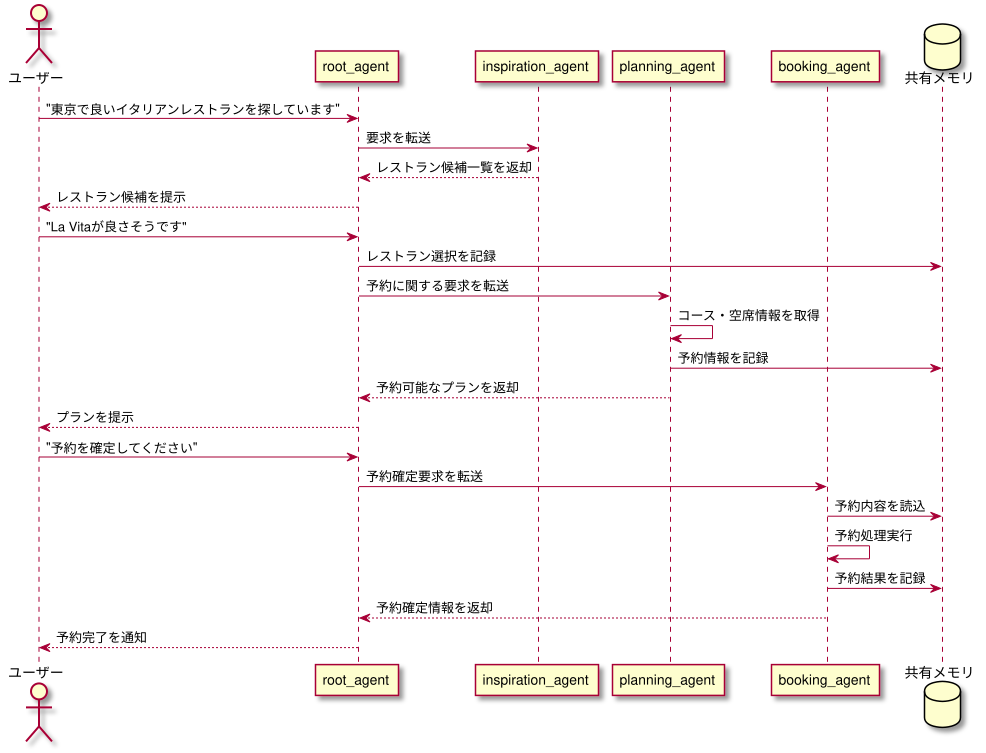 ユーザー
root_agent
inspiration_agent
planning_agent
booking_agent
共有メモリ
"東京で良いイタリアンレストランを探しています"
要求を転送
レストラン候補一覧を返却
レストラン候補を提示
"La Vitaが良さそうです"
レストラン選択を記録
予約に関する要求を転送
コース・空席情報を取得
予約情報を記録
予約可能なプランを返却
プランを提示
"予約を確定してください"
予約確定要求を転送
予約内容を読込
予約処理実行
予約結果を記録
予約確定情報を返却
予約完了を通知
ユーザー
root_agent
inspiration_agent
planning_agent
booking_agent
共有メモリ